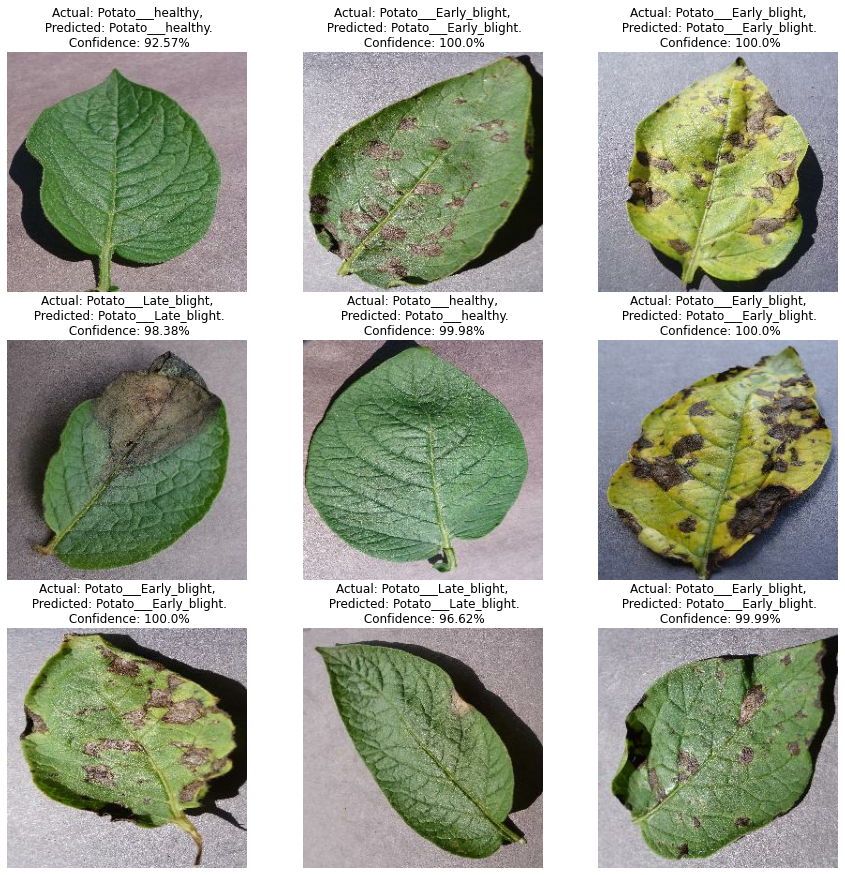 Actual: Potato___healthy,
Predicted: Potato___healthy.
Confidence: 92.57%
Actual: Potato___Early_blight,
Predicted: Potato___Early_blight.
Confidence: 100.0%
Actual: Potato___Early_blight,
Predicted: Potato___Early_blight.
Confidence: 100.0%
Actual: Potato___Late_blight,
Predicted: Potato___Late_blight.
Confidence: 98.38%
Actual: Potato___healthy,
Predicted: Potato___healthy.
Confidence: 99.98%
Actual: Potato___Early_blight,
Predicted: Potato___Early_blight.
Confidence: 100.0%
Actual: Potato___Early_blight,
Predicted: Potato___Early_blight.
Confidence: 100.0%
Actual: Potato___Late_blight,
Predicted: Potato___Late_blight.
Confidence: 96.62%
Actual: Potato___Early_blight,
Predicted: Potato___Early_blight.
Confidence: 99.99%